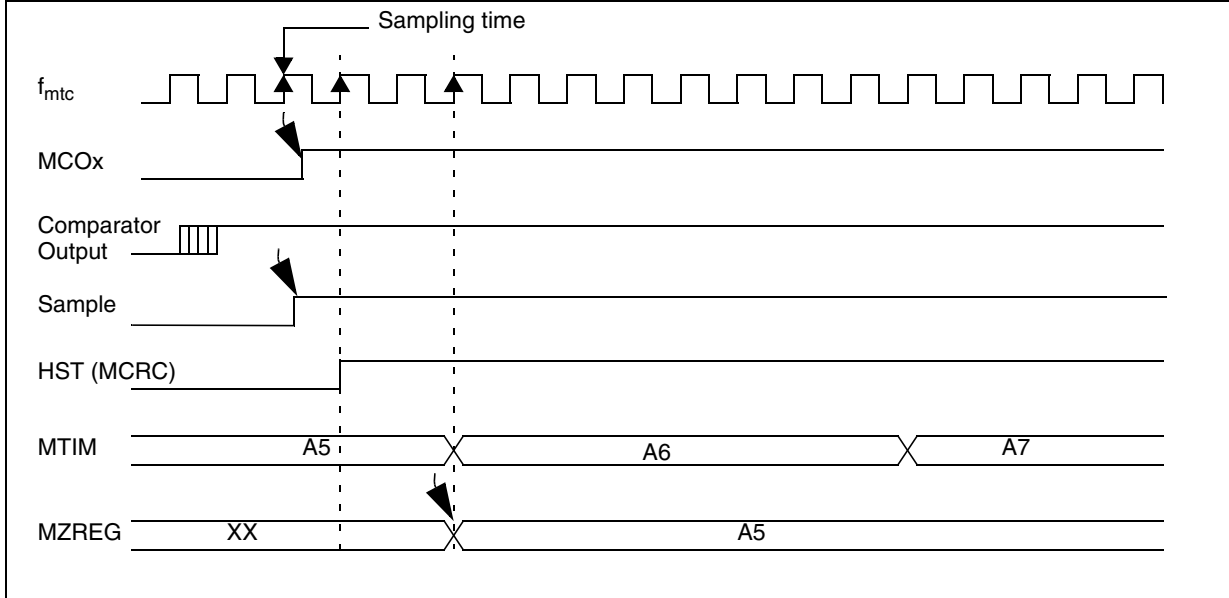 Sampling time
fmtc
MCOx
Comparator
Output
Sample
HST (MCRC)
MTIM
A5
A6
A7
MZREG
XX
A5